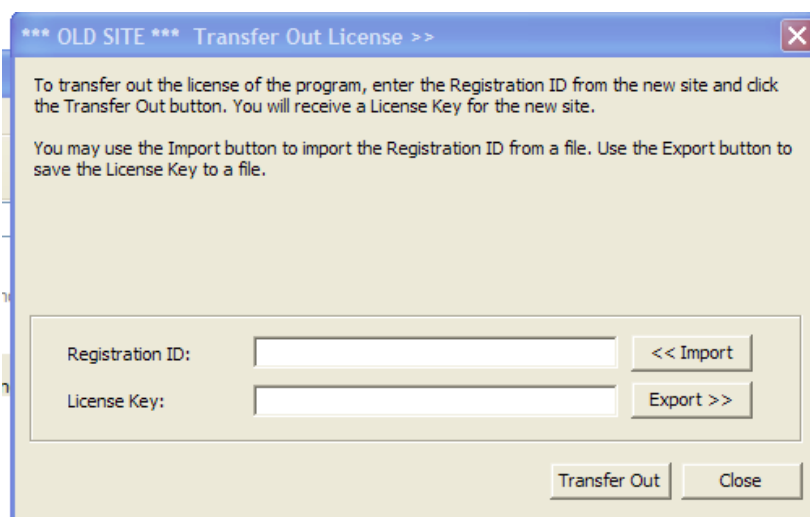 *** OLD SITE *** Transfer Out License >>
To transfer out the license of the program, enter the Registration ID from the new site and click
the Transfer Out button. You will receive a License Key for the new site.
You may use the Import button to import the Registration ID from a file. Use the Export button to
save the License Key to a file.
Registration ID:
<< Import
License Key:
Export >>
Transfer Out
Close